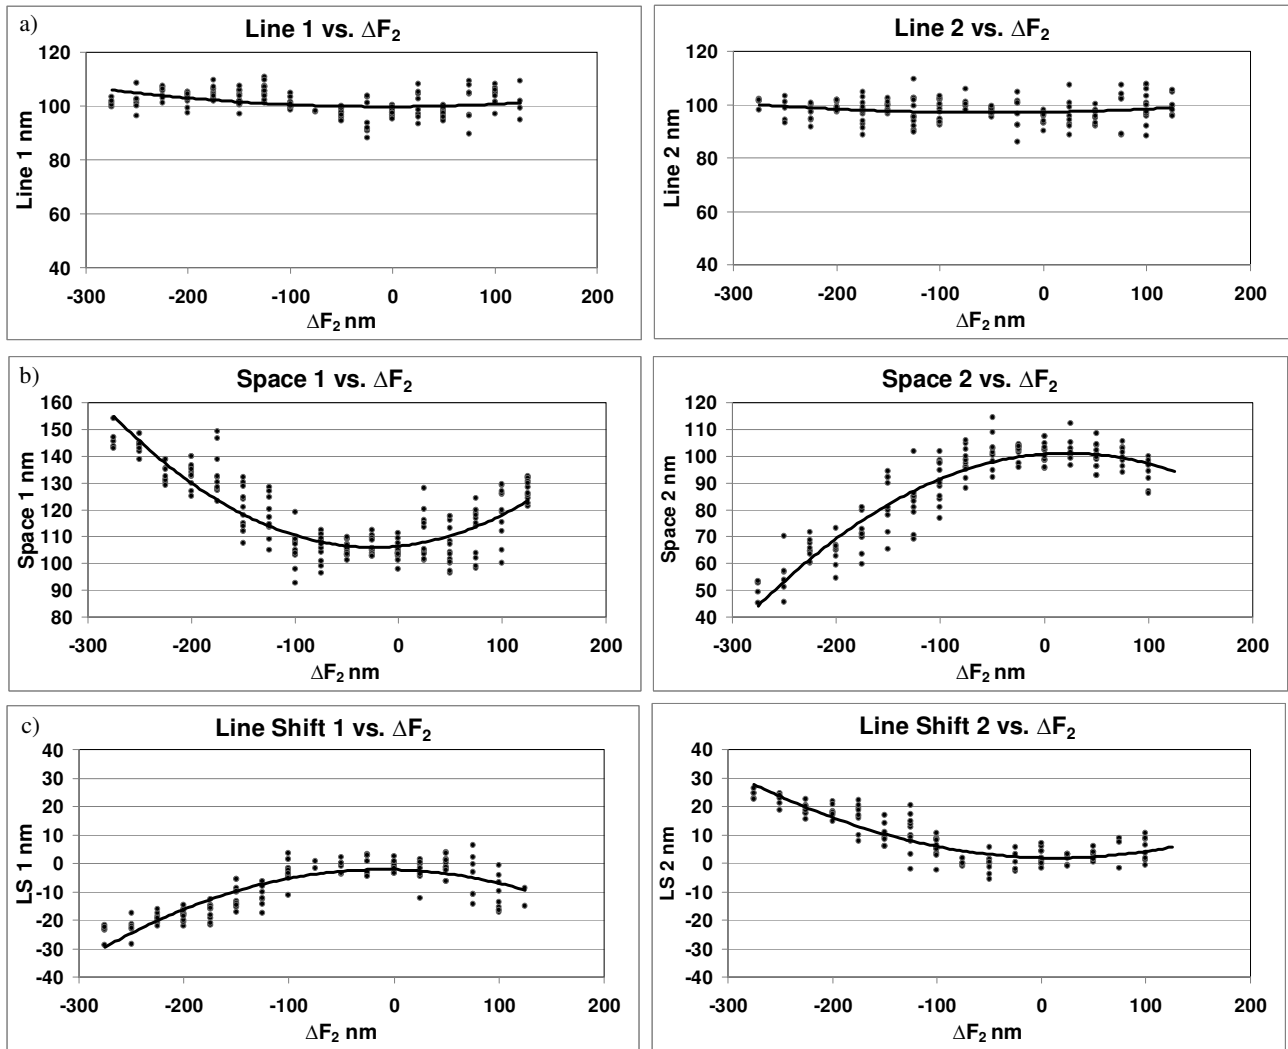 a)
Line 1 vs. ΔF2
Line 1 nm
120
100
80
60
40
-300 -200 -100 0 100 200
ΔF2 nm
Line 2 vs. ΔF2
Line 2 nm
120
100
80
60
40
-300 -200 -100 0 100 200
ΔF2 nm
b)
Space 1 vs. ΔF2
Space 1 nm
160
150
140
130
120
110
100
90
80
-300 -200 -100 0 100 200
ΔF2 nm
Space 2 vs. ΔF2
Space 2 nm
120
110
100
90
80
70
60
50
40
-300 -200 -100 0 100 200
ΔF2 nm
c)
Line Shift 1 vs. ΔF2
LS 1 nm
40
30
20
10
0
-10
-20
-30
-40
-300 -200 -100 0 100 200
ΔF2 nm
Line Shift 2 vs. ΔF2
LS 2 nm
40
30
20
10
0
-10
-20
-30
-40
-300 -200 -100 0 100 200
ΔF2 nm